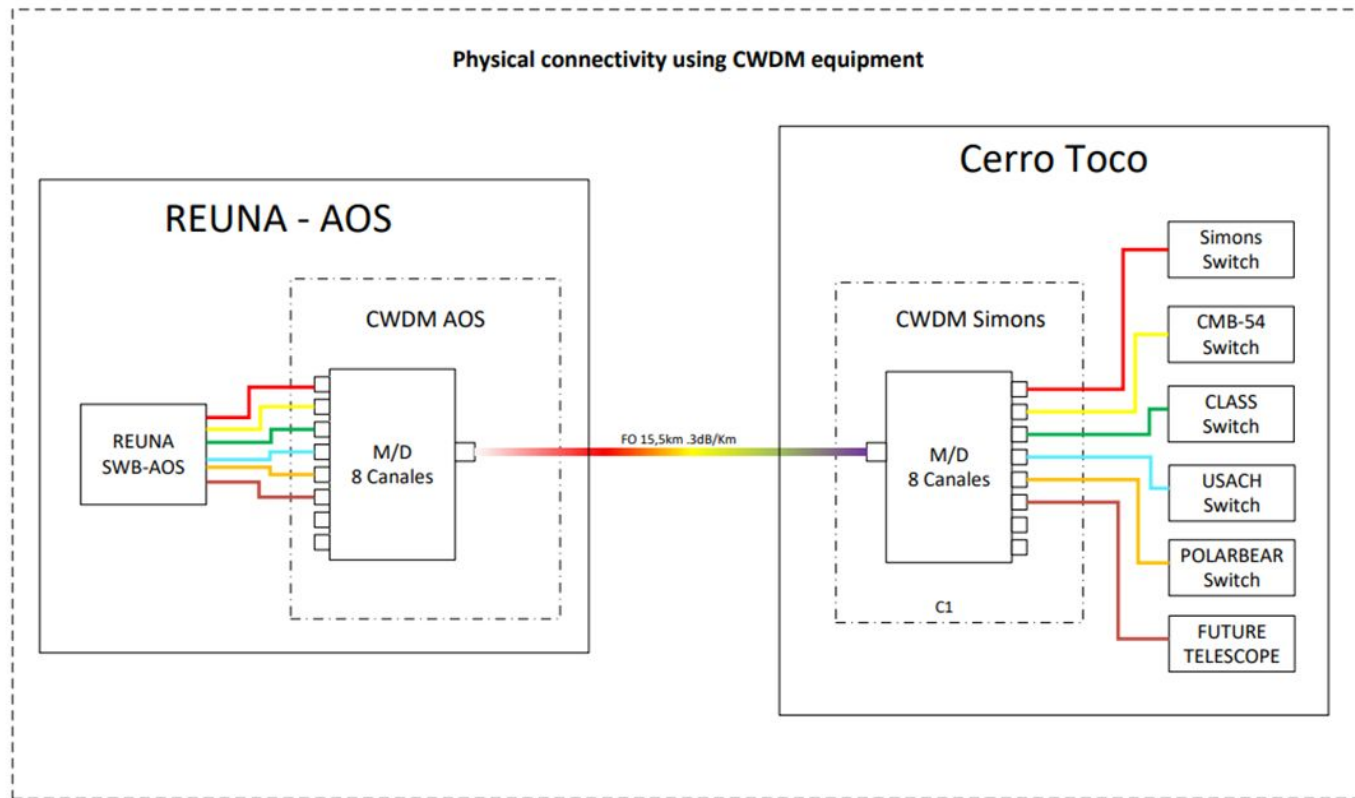 Physical connectivity using CWDM equipment
REUNA - AOS
CWDM AOS
REUNA
SWB-AOS
M/D
8 Canales
FO 15,5km .3dB/Km
Cerro Toco
CWDM Simons
M/D
8 Canales
C1
Simons
Switch
CMB-54
Switch
CLASS
Switch
USACH
Switch
POLARBEAR
Switch
FUTURE
TELESCOPE